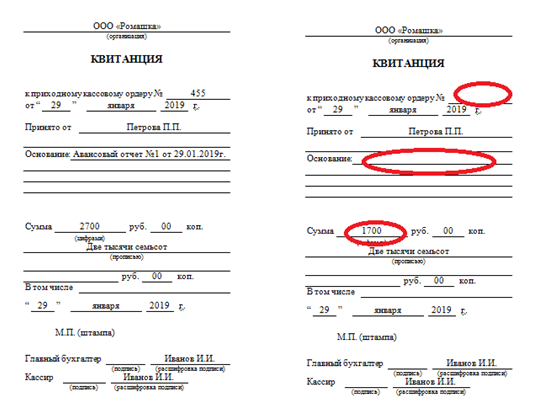 ООО «Ромашка»
(организация)
КВИТАНЦИЯ
к приходному кассовому ордеру № 455
от “ 29 ” января 2019 г.
Принято от Петрова П.П.
Основание: Авансовый отчет №1 от 29.01.2019г.
Сумма 2700 руб. 00 коп.
(цифрами)
Две тысячи семьсот
(прописью)
руб. 00 коп.
В том числе
“ 29 ” января 2019 г.
М.П. (штампа)
Главный бухгалтер Иванов И.И.
(подпись) (расшифровка подписи)
Кассир Иванов И.И.
(подпись) (расшифровка подписи)
ООО «Ромашка»
(организация)
КВИТАНЦИЯ
к приходному кассовому ордеру №
от “ 29 ” января 2019 г.
Принято от Петрова П.П.
Основание:
Сумма 1700 руб. 00 коп.
Две тысячи семьсот
(прописью)
руб. 00 коп.
В том числе
“ 29 ” января 2019 г.
М.П. (штампа)
Главный бухгалтер Иванов И.И.
(подпись) (расшифровка подписи)
Кассир Иванов И.И.
(подпись) (расшифровка подписи)